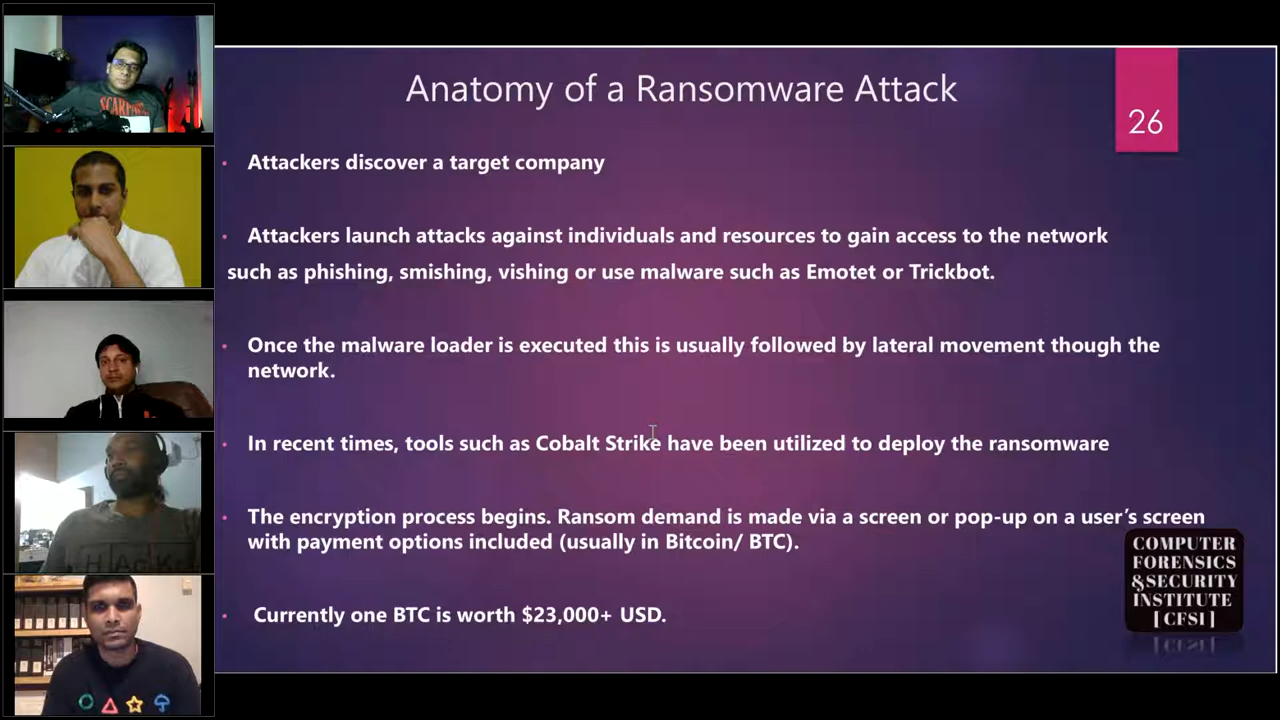 Anatomy of a Ransomware Attack
26
• Attackers discover a target company
• Attackers launch attacks against individuals and resources to gain access to the network
such as phishing, smishing, vishing or use malware such as Emotet or Trickbot.
• Once the malware loader is executed this is usually followed by lateral movement though the
network.
• In recent times, tools such as Cobalt Strike have been utilized to deploy the ransomware
• The encryption process begins. Ransom demand is made via a screen or pop-up on a user’s screen
with payment options included (usually in Bitcoin/ BTC).
• Currently one BTC is worth $23,000+ USD.
COMPUTER
FORENSICS
&SECURITY
INSTITUTE
[ CFSI ]